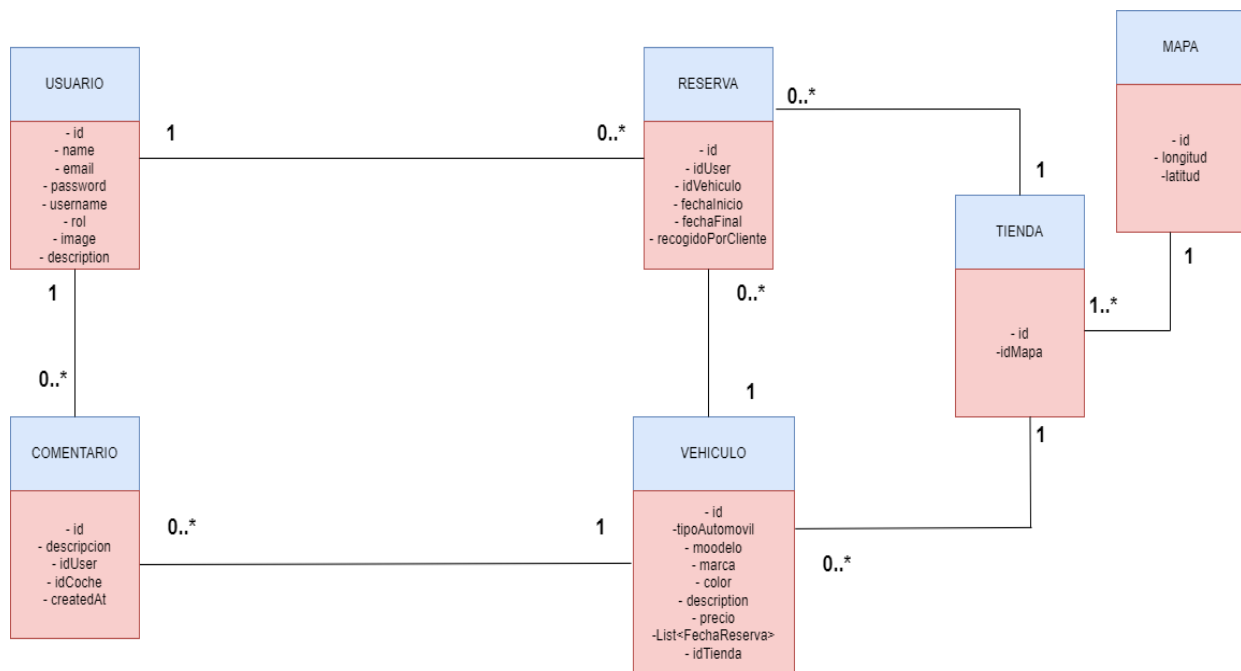 USUARIO
- id
- name
- email
- password
- username
- rol
- image
- description
1
0..*
RESERVA
- id
- idUser
- idVehiculo
- fechaInicio
- fechaFinal
- recogidoPorCliente
0..*
1
MAPA
- id
- longitud
-latitud
1
TIENDA
- id
-idMapa
1..*
1
0..*
0..*
1
1
COMENTARIO
- id
- descripcion
- idUser
- idCoche
- createdAt
0..*
1
VEHICULO
- id
-tipoAutomovil
- moodelo
- marca
- color
- description
- precio
-List<FechaReserva>
- idTienda
0..*